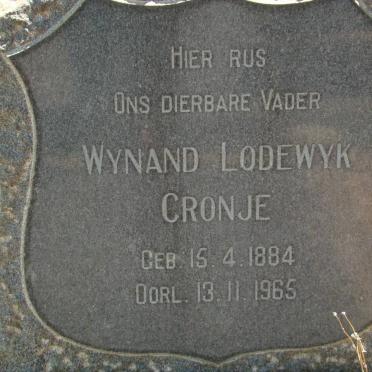 Hier rus
Ons dierbare Vader
Wynand Lodewyk
Cronje
Geb. 15. 4. 1884
Oorl. 13. 11. 1965